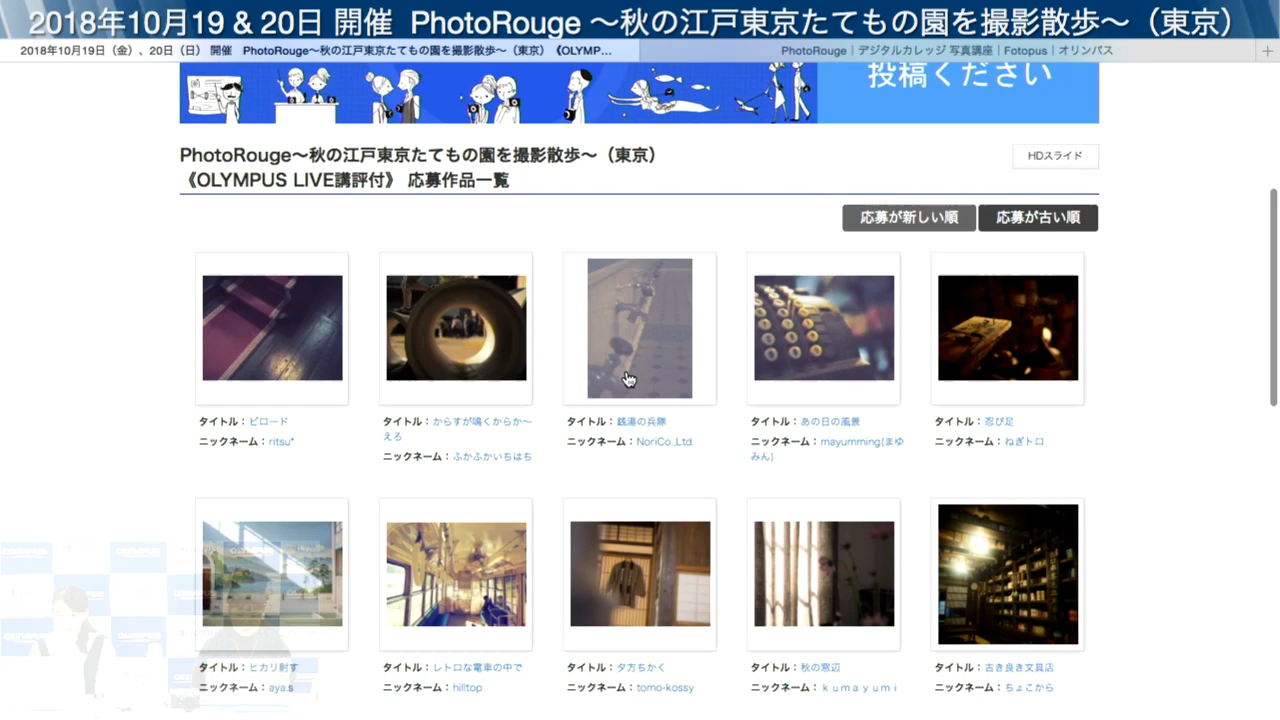 2018年10月19 & 20日 開催 PhotoRouge 〜秋の江戸東京たてもの園を撮影散歩〜（東京）
2018年10月19日（金）、20日（日） 開催 PhotoRouge〜秋の江戸東京たてもの園を撮影散歩〜（東京）《OLYMP...
PhotoRouge｜デジタルカレッジ 写真講座｜Fotopus｜オリンパス
投稿ください
PhotoRouge〜秋の江戸東京たてもの園を撮影散歩〜（東京）
《OLYMPUS LIVE講評付》 応募作品一覧
HDスライド
応募が新しい順 応募が古い順
タイトル：ビロード
ニックネーム：ritsu*
タイトル：からすが鳴くからか〜
えろ
ニックネーム：ふかふかいちはち
タイトル：銭湯の兵隊
ニックネーム：NoriCo.,Ltd.
タイトル：あの日の風景
ニックネーム：mayumming(まゆ
みん)
タイトル：忍び足
ニックネーム：ねぎトロ
タイトル：ヒカリ射す
ニックネーム：aya.s
タイトル：レトロな電車の中で
ニックネーム：hilltop
タイトル：夕方ちかく
ニックネーム：tomo-kossy
タイトル：秋の窓辺
ニックネーム：ｋｕｍａｙｕｍｉ
タイトル：古き良き文具店
ニックネーム：ちょこから